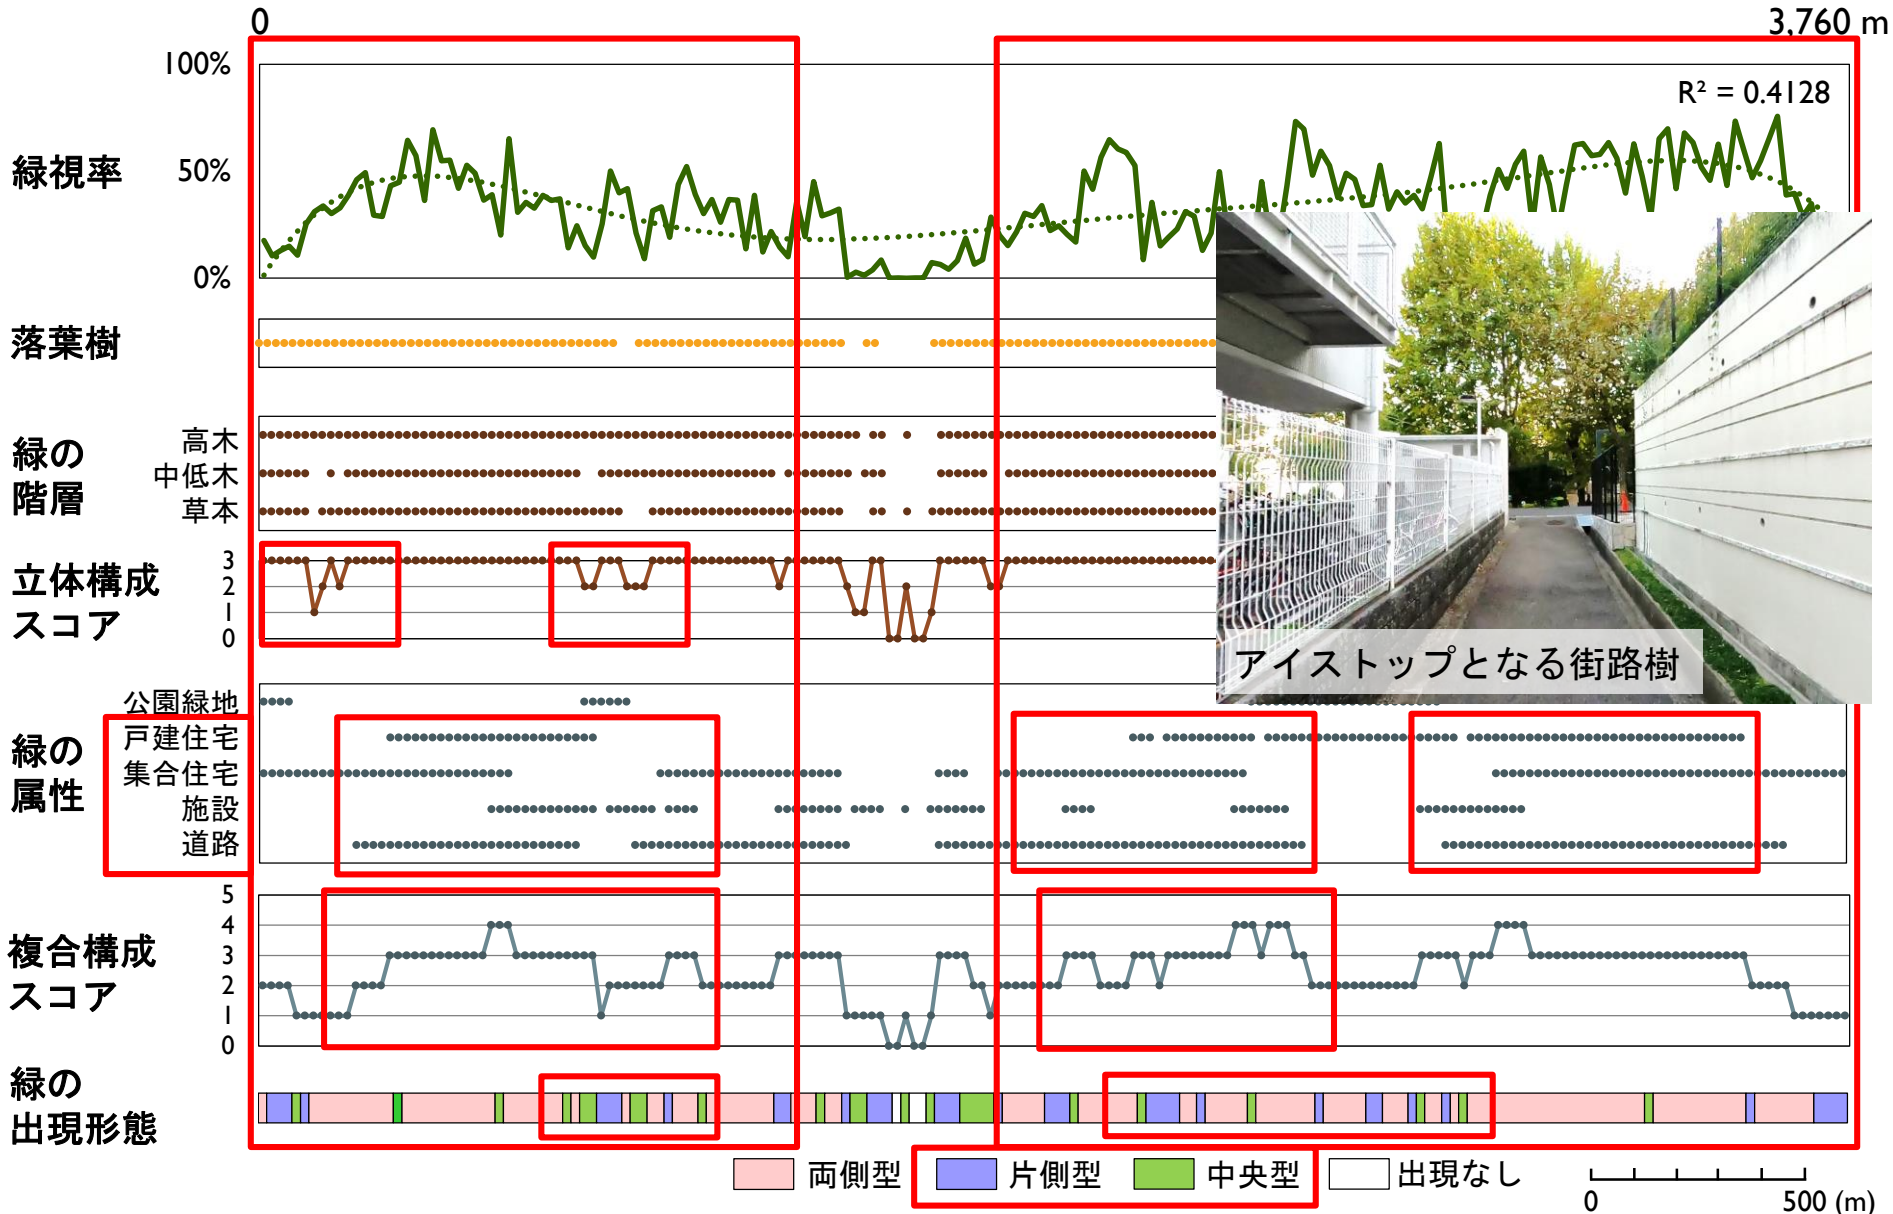 0
3,760 m
100%
R² = 0.4128
緑視率
50%
0%
落葉樹
緑の
階層
高木
中低木
草本
立体構成
スコア
3
2
1
0
アイストップとなる街路樹
緑の
属性
公園緑地
戸建住宅
集合住宅
施設
道路
複合構成
スコア
5
4
3
2
1
0
緑の
出現形態
両側型
片側型
中央型
出現なし
0
500 (m)